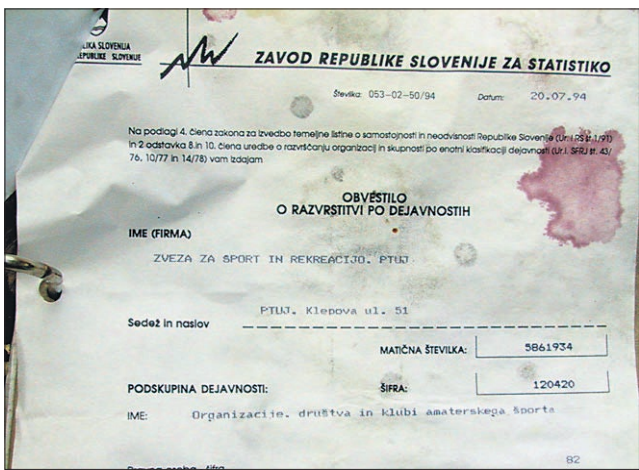 LIKA SLOVENIJA
EPUBLIKE SLOVENIJE
ZAVOD REPUBLIKE SLOVENIJE ZA STATISTIKO
Številka: 053-02-50/94 Datum: 20.07.94
Na podlagi 4. člena zakona za izvedbo temeljne listine o samostojnosti in neodvisnosti Republike Slovenije (Ur.l RS št.1/91)
in 2 odstavka 8.in 10. člena uredbe o razvrščanju organizacij in skupnosti po enotni klasifikaciji dejavnosti (Ur.l. SFRJ št. 43/
76, 10/77 in 14/78) vam izdajam
OBVESTILO
O RAZVRSTITVI PO DEJAVNOSTIH
IME (FIRMA)
ZVEZA ZA SPORT IN REKREACIJO. PTUJ
PTUJ. Klepova ul. 51
Sedež in naslov
MATIČNA ŠTEVILKA: 5861934
PODSKUPINA DEJAVNOSTI: ŠIFRA: 120420
IME: Organizacije. društva in klubi amaterskega športa
82